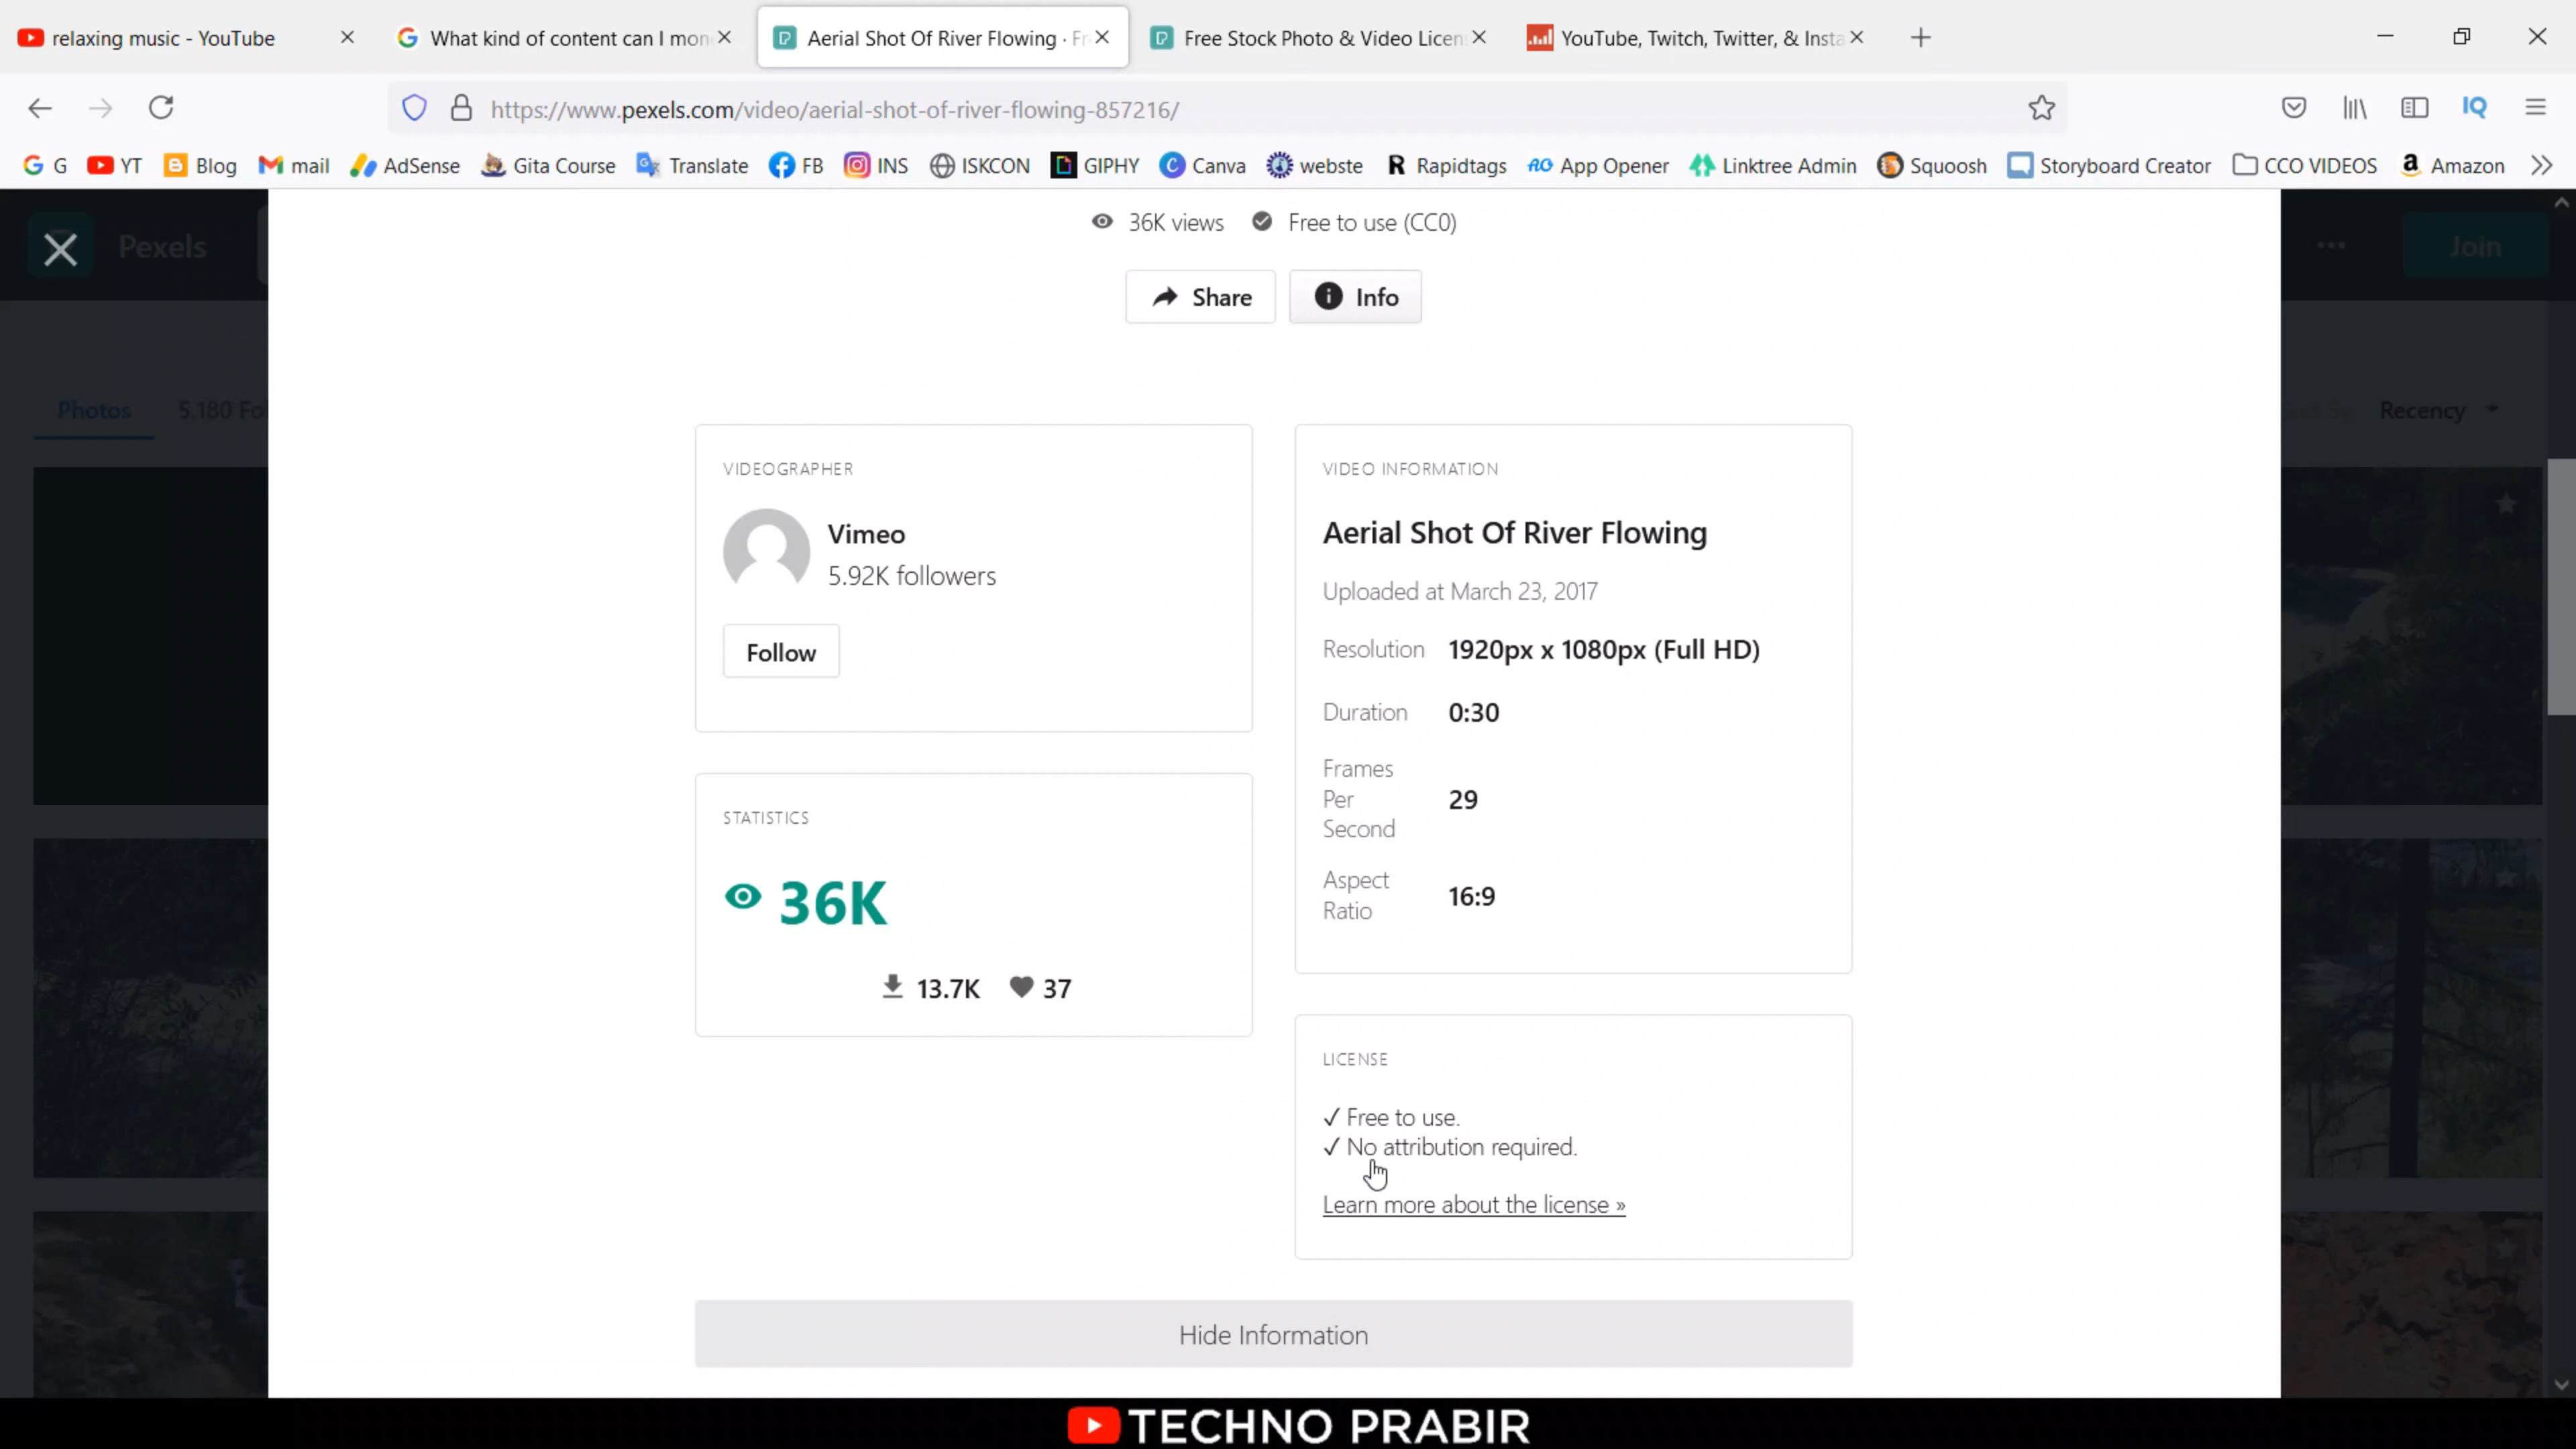 relaxing music - YouTube
What kind of content can I mon
Aerial Shot Of River Flowing · Fr
Free Stock Photo & Video Licen
YouTube, Twitch, Twitter, & Insta
https://www.pexels.com/video/aerial-shot-of-river-flowing-857216/
IQ
G YT Blog mail AdSense Gita Course Translate FB INS ISKCON GIPHY Canva webste Rapidtags App Opener Linktree Admin Squoosh Storyboard Creator CCO VIDEOS Amazon
36K views Free to use (CC0)
Pexels
Join
Share Info
Photos 5.180 Fol
Recency
VIDEOGRAPHER
Vimeo
5.92K followers
Follow
STATISTICS
36K
13.7K 37
VIDEO INFORMATION
Aerial Shot Of River Flowing
Uploaded at March 23, 2017
Resolution 1920px x 1080px (Full HD)
Duration 0:30
Frames
Per
Second
29
Aspect
Ratio
16:9
LICENSE
✓ Free to use.
✓ No attribution required.
Learn more about the license »
Hide Information
TECHNO PRABIR